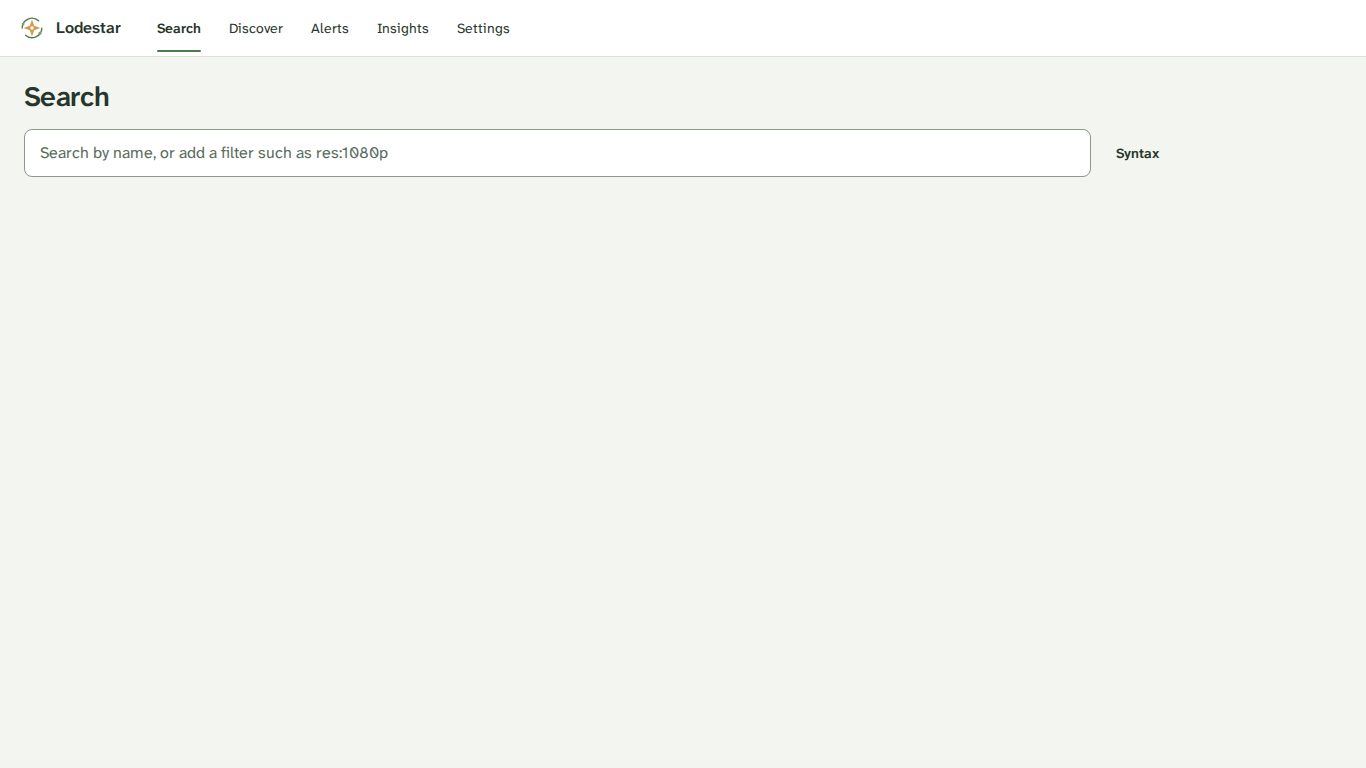 Lodestar Search Discover Alerts Insights Settings
Search
Search by name, or add a filter such as res:1080p
Syntax